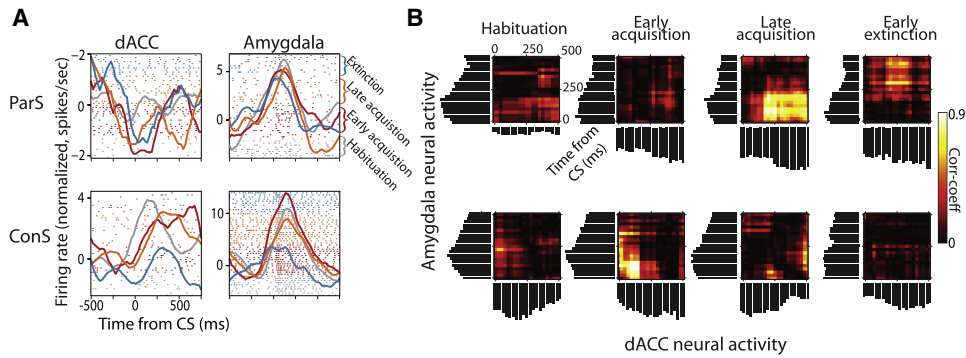 A
dACC
Amygdala
ParS
ConS
Firing rate (normalized, spikes/sec)
−2
0
−2
5
0
4
0
10
0
-500
0
500
Time from CS (ms)
Extinction
Late acquisition
Early acquistion
Habituation
B
Habituation
Early
acquisition
Late
acquisition
Early
extinction
0
250
500
250
0
Time from
CS (ms)
Amygdala neural activity
dACC neural activity
0.9
Corr-coeff
0